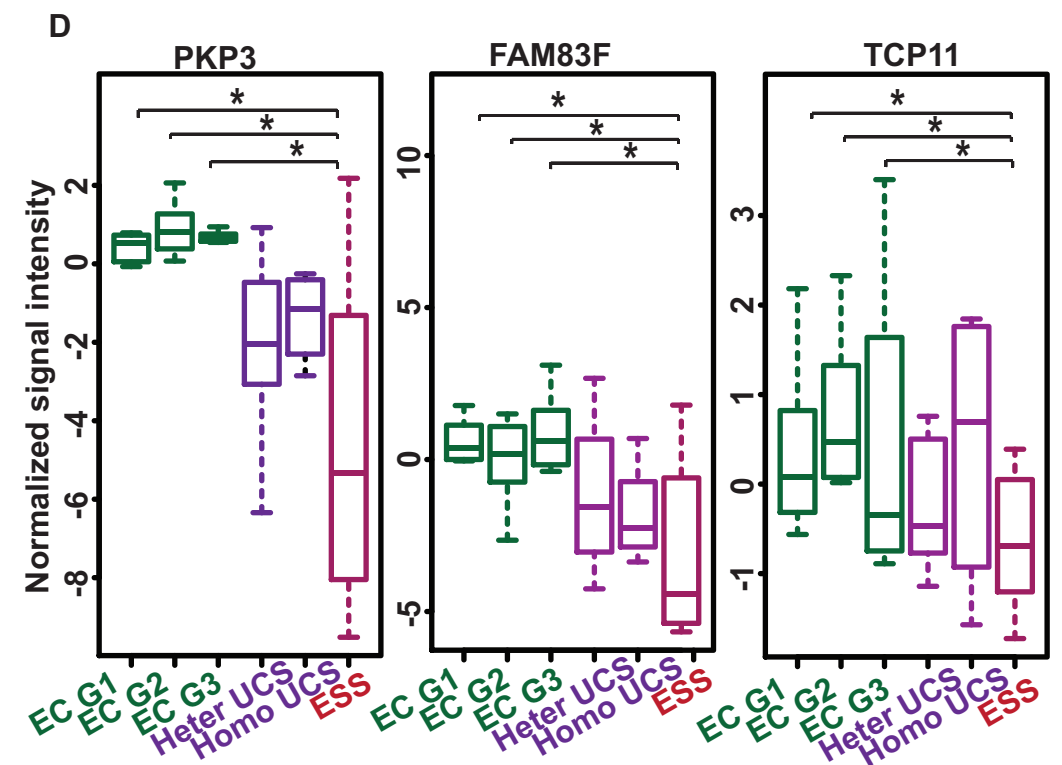 D
PKP3 FAM83F TCP11
* * *
* * *
* * *
Normalized signal intensity
2
0
-2
-4
-6
-8
10
5
0
-5
3
2
1
0
-1
EC G1 EC G2 EC G3 Heter UCS Homo UCS ESS
EC G1 EC G2 EC G3 Heter UCS Homo UCS ESS
EC G1 EC G2 EC G3 Heter UCS Homo UCS ESS